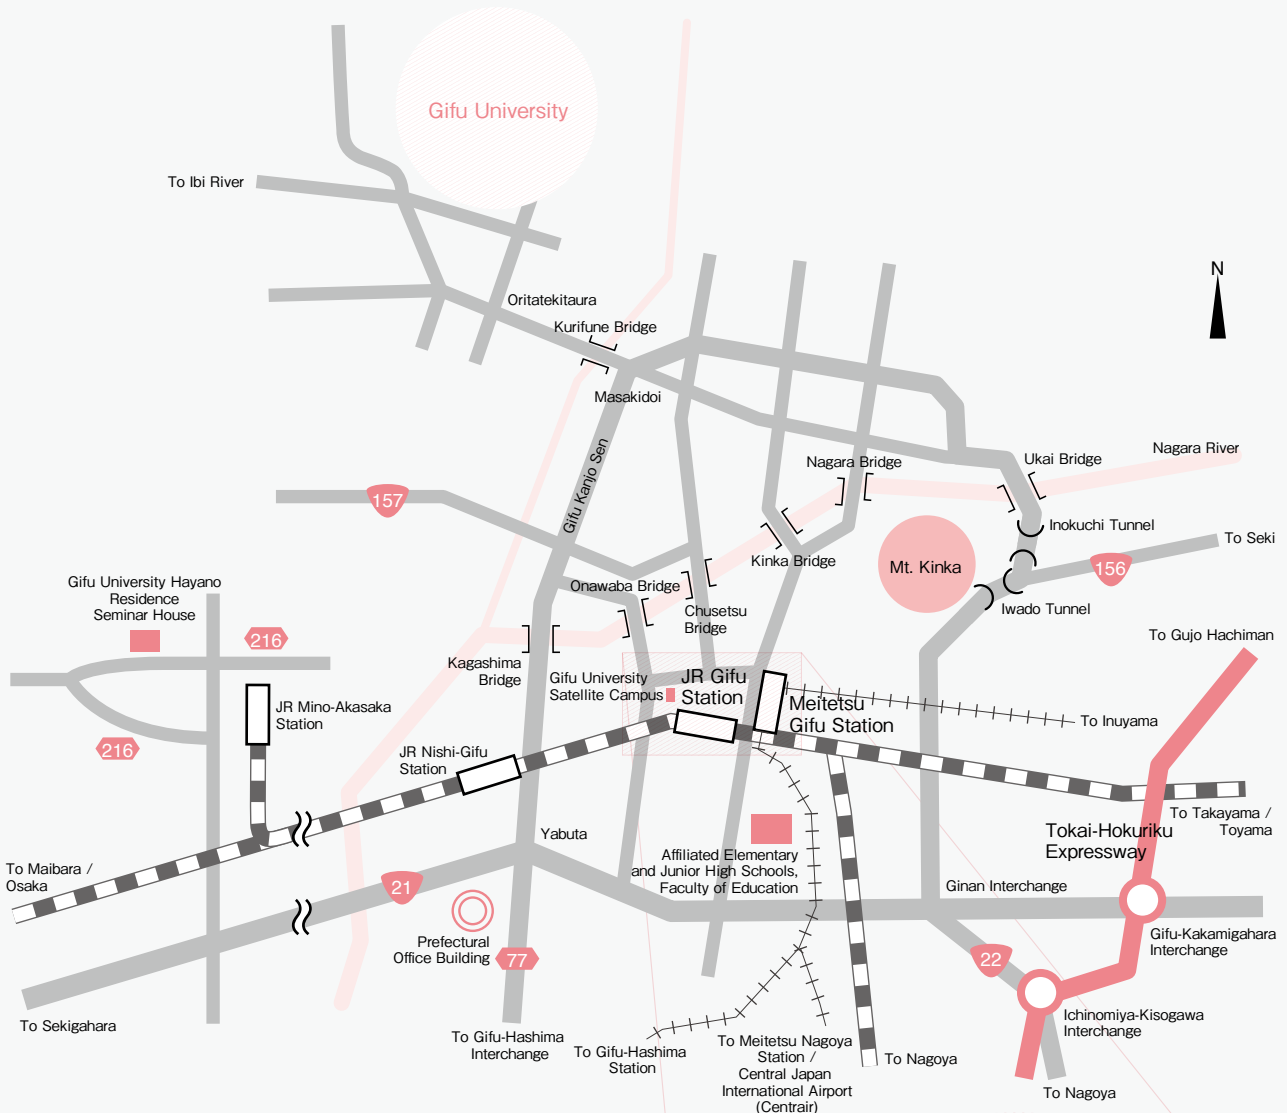 Gifu University
To Ibi River
N
Oritatekitaura
Kurifune Bridge
Masakidoi
Gifu Kanjo Sen
Nagara Bridge
Ukai Bridge
Nagara River
157
Inokuchi Tunnel
To Seki
Kinka Bridge
Mt. Kinka
156
Gifu University Hayano
Residence
Seminar House
Onawaba Bridge
Chusetsu
Bridge
Iwado Tunnel
216
To Gujo Hachiman
Kagashima
Bridge
Gifu University
Satellite Campus
JR Gifu
Station
Meitetsu
Gifu Station
JR Mino-Akasaka
Station
To Inuyama
216
JR Nishi-Gifu
Station
To Takayama /
Toyama
Yabuta
Tokai-Hokuriku
Expressway
To Maibara /
Osaka
Affiliated Elementary
and Junior High Schools,
Faculty of Education
21
Ginan Interchange
Prefectural
Office Building
77
22
Gifu-Kakamigahara
Interchange
To Sekigahara
Ichinomiya-Kisogawa
Interchange
To Gifu-Hashima
Interchange
To Gifu-Hashima
Station
To Meitetsu Nagoya
Station /
Central Japan
International Airport
(Centrair)
To Nagoya
To Nagoya